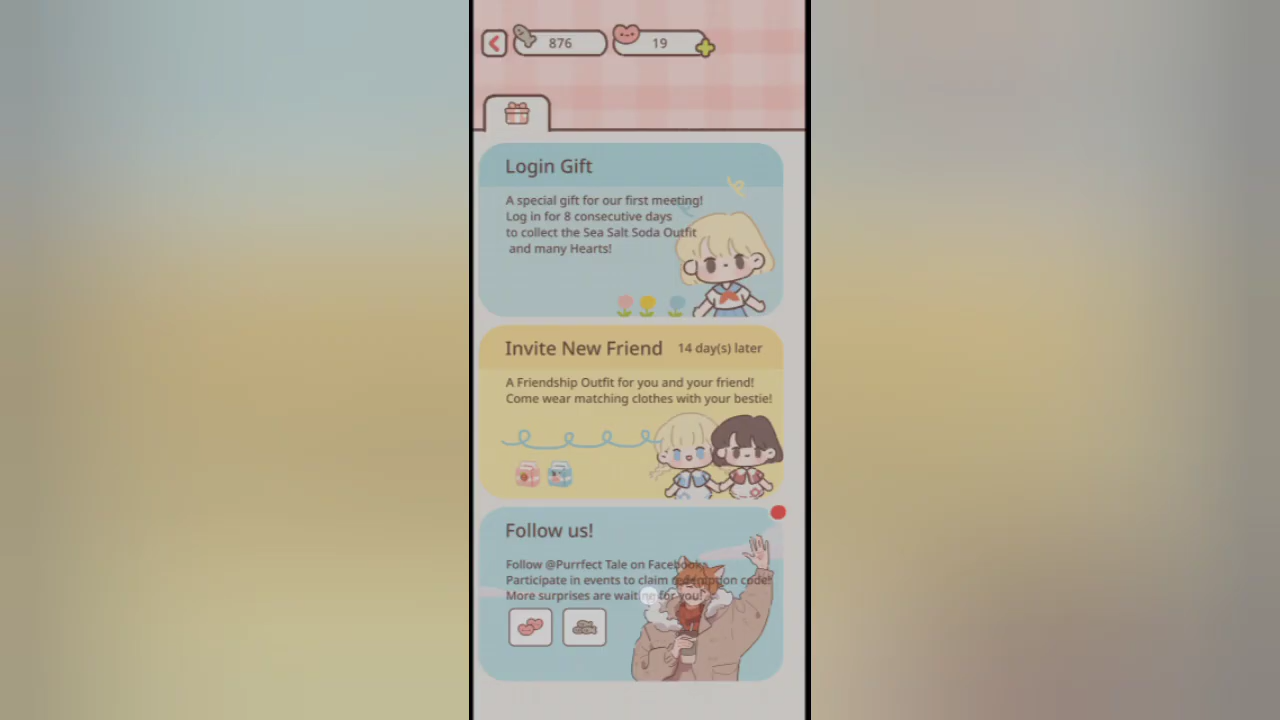 876
19
Login Gift
A special gift for our first meeting!
Log in for 8 consecutive days
to collect the Sea Salt Soda Outfit
and many Hearts!
Invite New Friend
14 day(s) later
A Friendship Outfit for you and your friend!
Come wear matching clothes with your bestie!
Follow us!
Follow @Purrfect Tale on Facebook
Participate in events to claim redemption code!
More surprises are waiting for you!